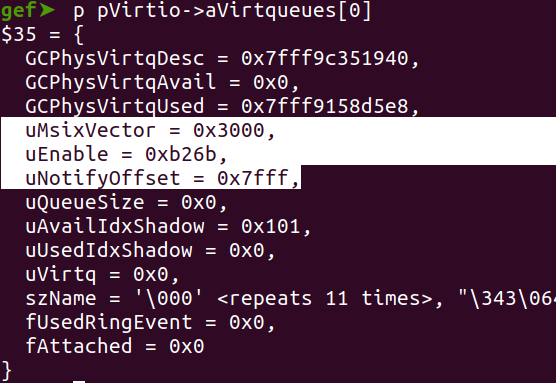 gef➤  p pVirtio->aVirtqueues[0]
$35 = {
  GCPhysVirtqDesc = 0x7fff9c351940,
  GCPhysVirtqAvail = 0x0,
  GCPhysVirtqUsed = 0x7fff9158d5e8,
  uMsixVector = 0x3000,
  uEnable = 0xb26b,
  uNotifyOffset = 0x7fff,
  uQueueSize = 0x0,
  uAvailIdxShadow = 0x101,
  uUsedIdxShadow = 0x0,
  uVirtq = 0x0,
  szName = '\000' <repeats 11 times>, "\343\064
  fUsedRingEvent = 0x0,
  fAttached = 0x0
}